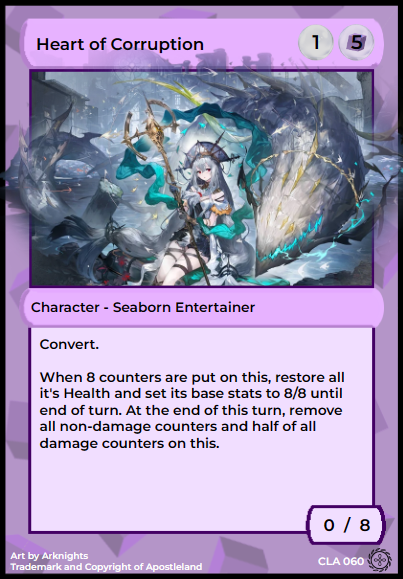 Heart of Corruption
1 5
Character - Seaborn Entertainer
Convert.
When 8 counters are put on this, restore all
it's Health and set its base stats to 8/8 until
end of turn. At the end of this turn, remove
all non-damage counters and half of all
damage counters on this.
0 / 8
Art by Arknights
Trademark and Copyright of Apostleland
CLA 060